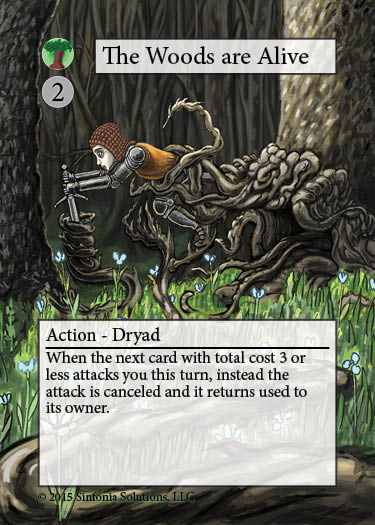 The Woods are Alive
2
Action - Dryad
When the next card with total cost 3 or
less attacks you this turn, instead the
attack is canceled and it returns used to
its owner.
© 2015 Sinfonia Solutions, LLC